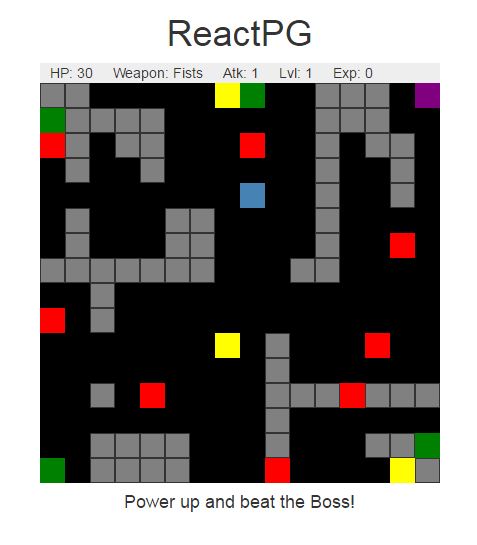 ReactPG
HP: 30 Weapon: Fists Atk: 1 Lvl: 1 Exp: 0
Power up and beat the Boss!